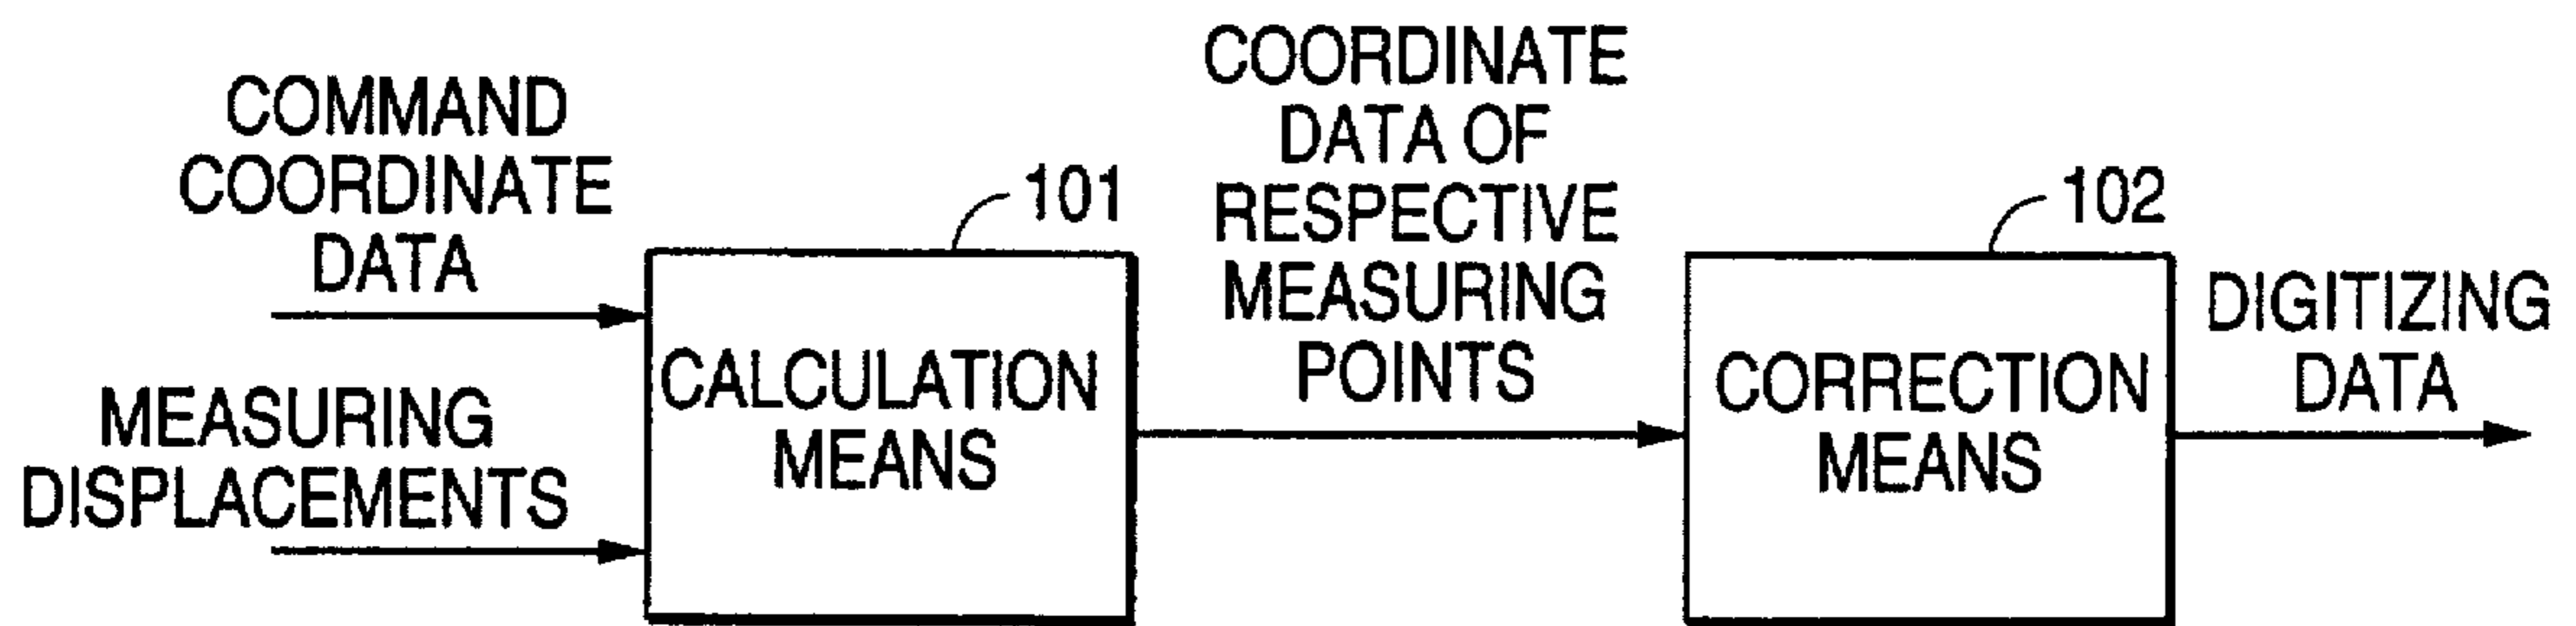 COMMAND
COORDINATE
DATA
MEASURING
DISPLACEMENTS
101
CALCULATION
MEANS
COORDINATE
DATA OF
RESPECTIVE
MEASURING
POINTS
102
CORRECTION
MEANS
DIGITIZING
DATA